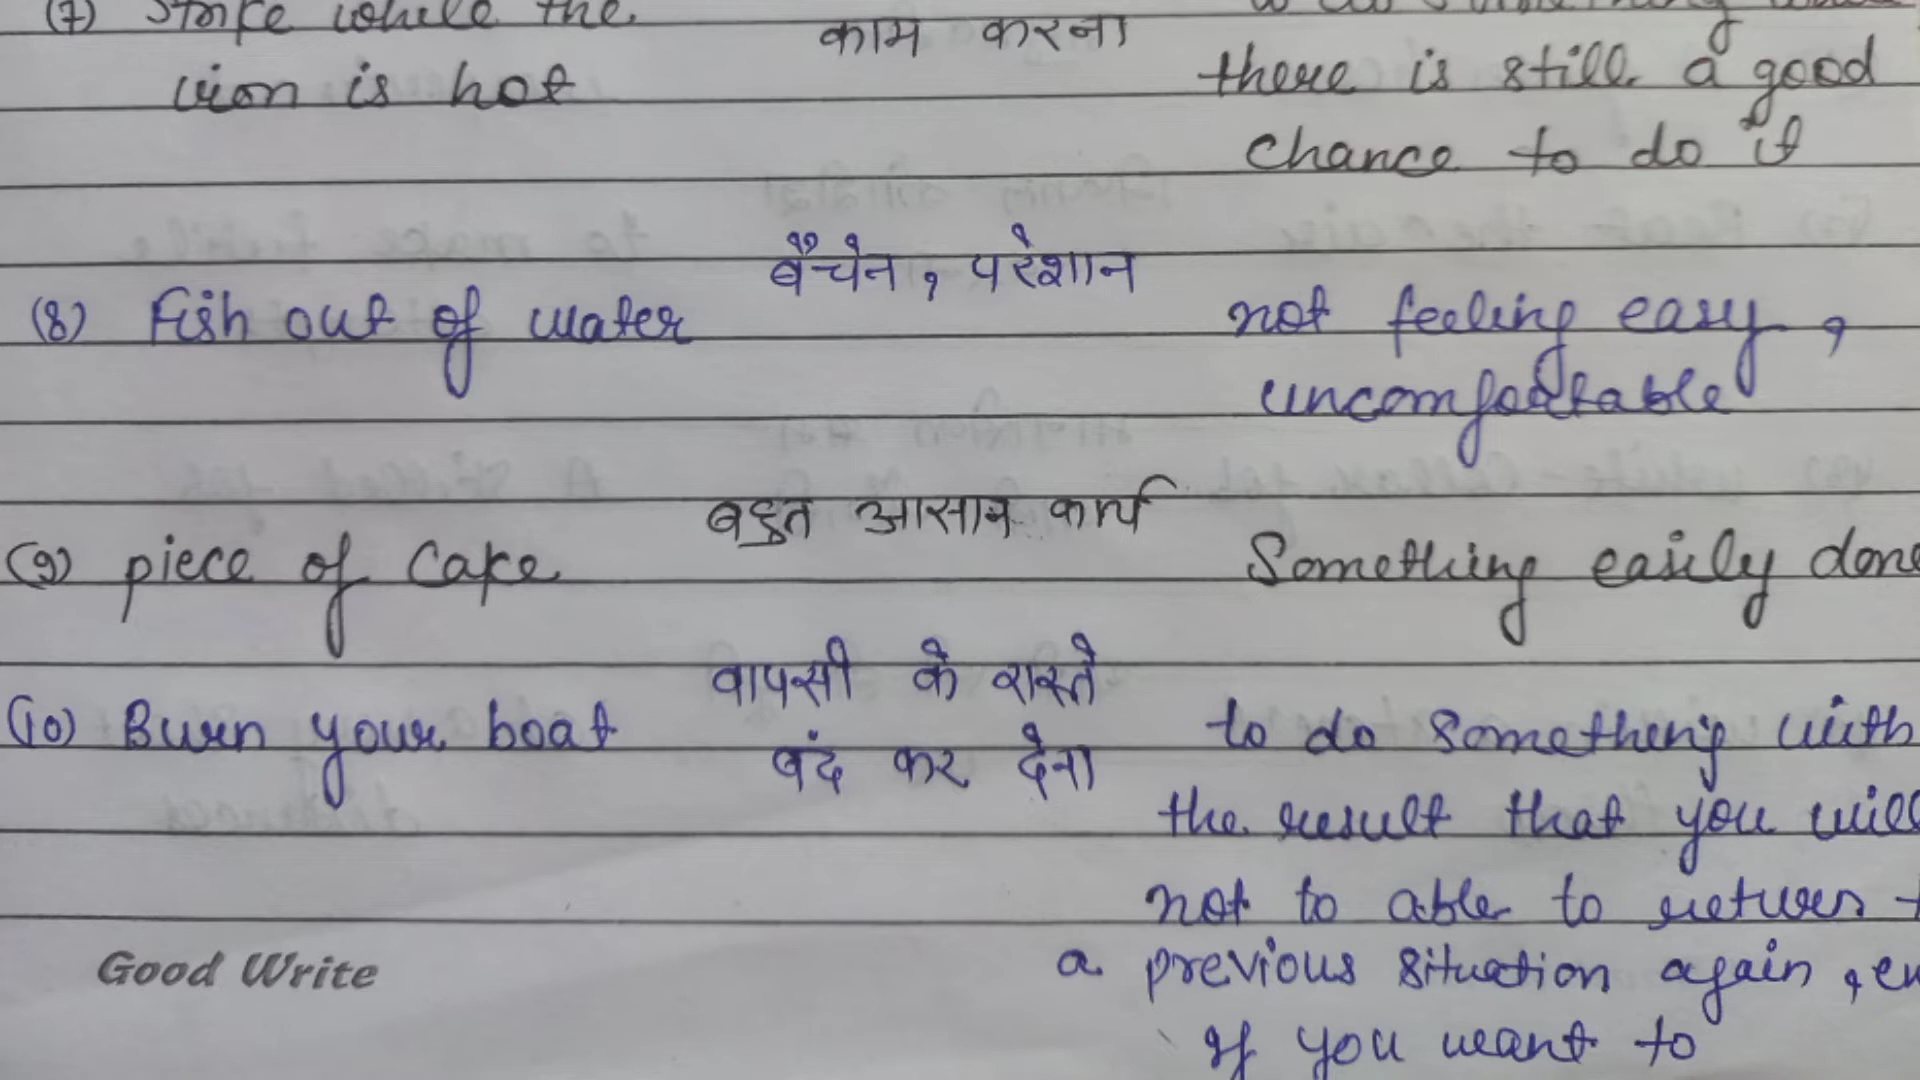 (7) Strike while the
काम करना
iron is hot
there is still a good
chance to do it
बैचेन, परेशान
(8) Fish out of water
not feeling easy,
uncomfortable
बहुत आसान कार्य
(9) piece of cake
Something easily done
वापसी के रास्ते
(10) Burn your boat
बंद कर देना
to do something with
the result that you will
not to able to return
a previous situation again,
if you want to
Good Write